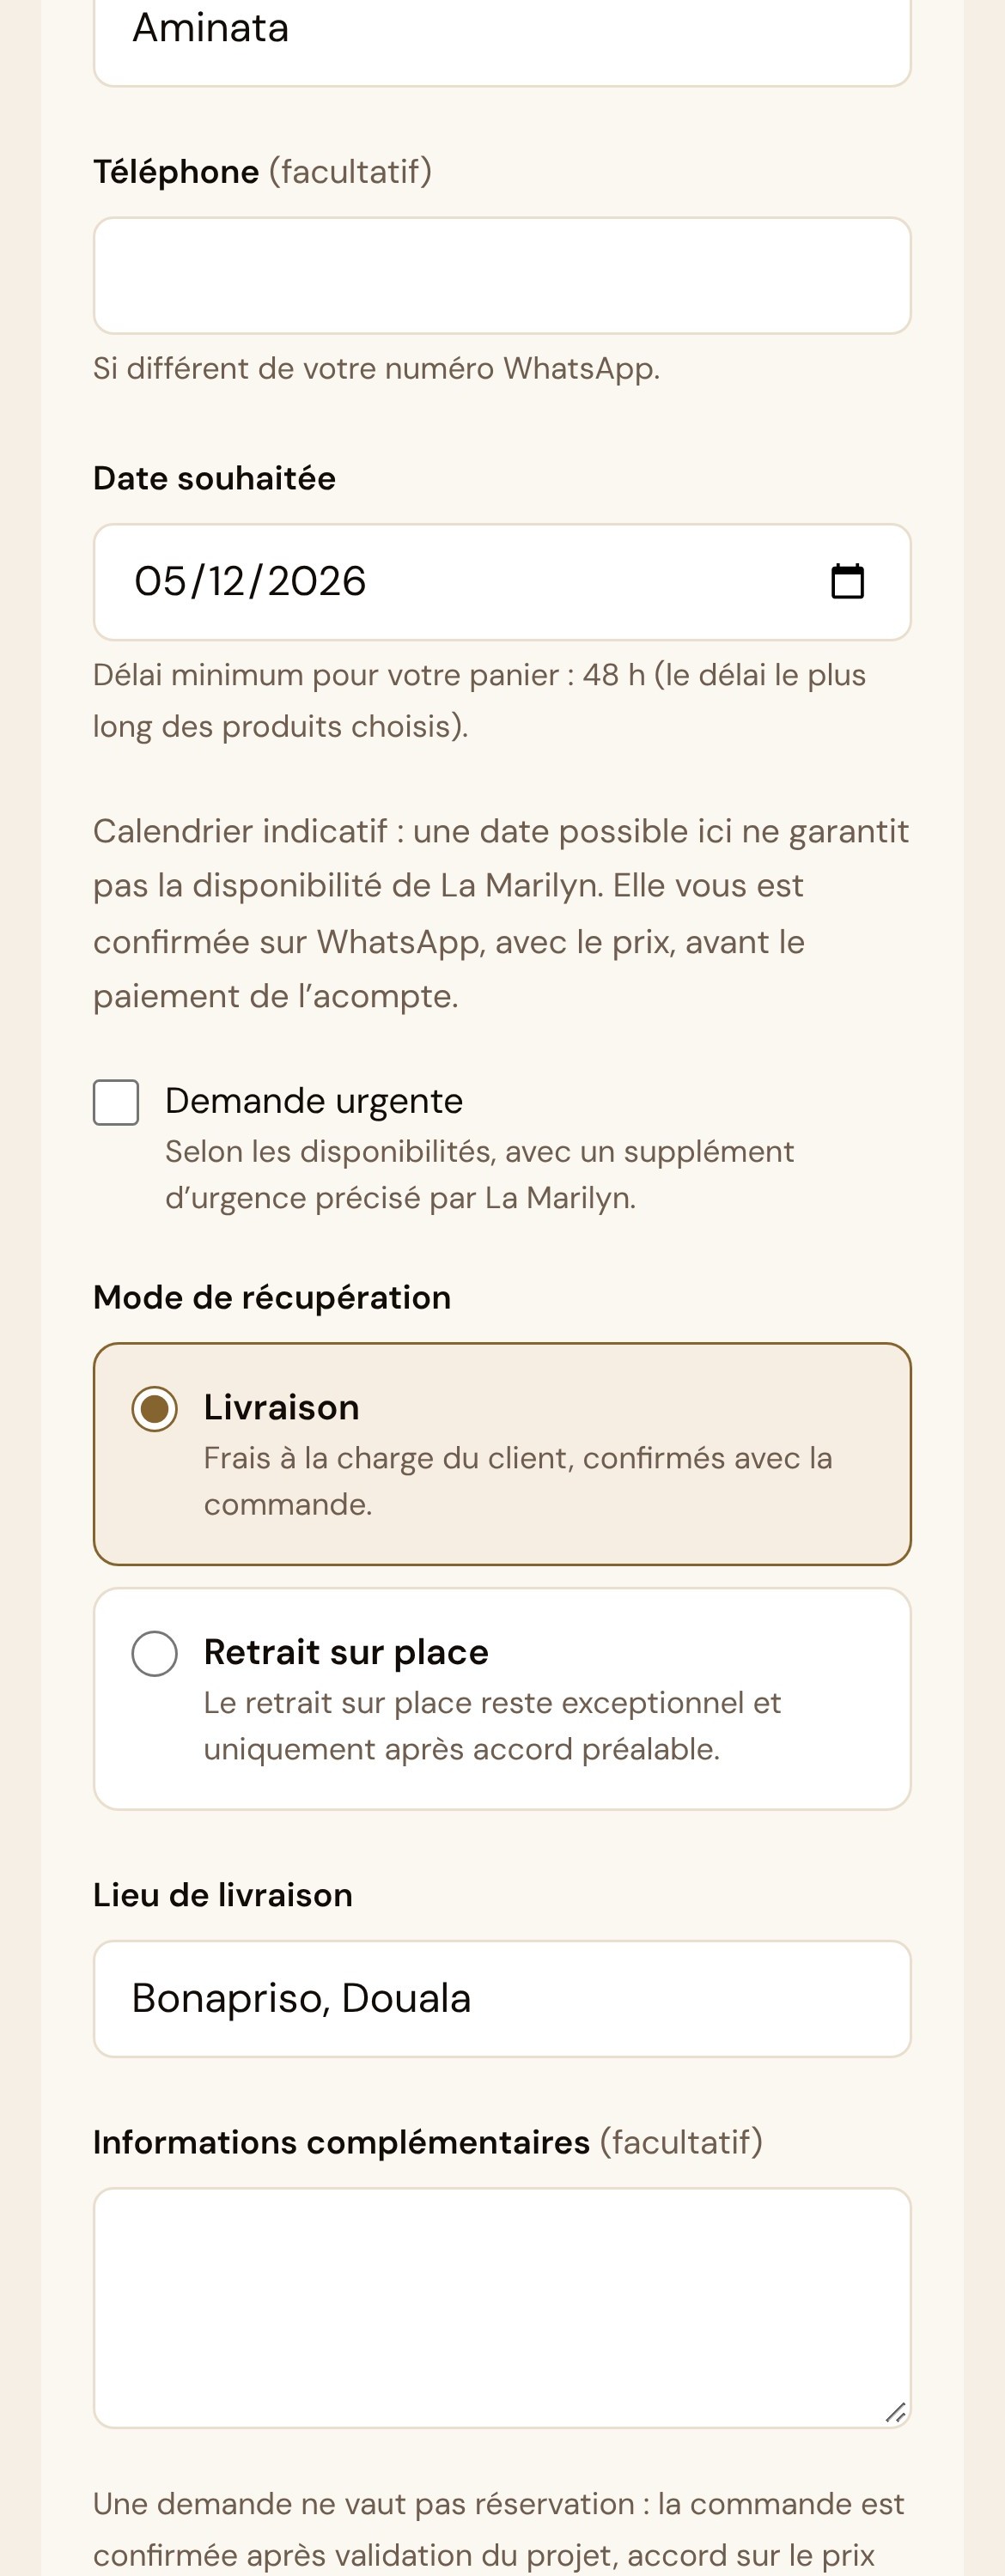 Aminata
Téléphone (facultatif)
Si différent de votre numéro WhatsApp.
Date souhaitée
05/12/2026
Délai minimum pour votre panier : 48 h (le délai le plus
long des produits choisis).
Calendrier indicatif : une date possible ici ne garantit
pas la disponibilité de La Marilyn. Elle vous est
confirmée sur WhatsApp, avec le prix, avant le
paiement de l’acompte.
Demande urgente
Selon les disponibilités, avec un supplément
d’urgence précisé par La Marilyn.
Mode de récupération
Livraison
Frais à la charge du client, confirmés avec la
commande.
Retrait sur place
Le retrait sur place reste exceptionnel et
uniquement après accord préalable.
Lieu de livraison
Bonapriso, Douala
Informations complémentaires (facultatif)
Une demande ne vaut pas réservation : la commande est
confirmée après validation du projet, accord sur le prix